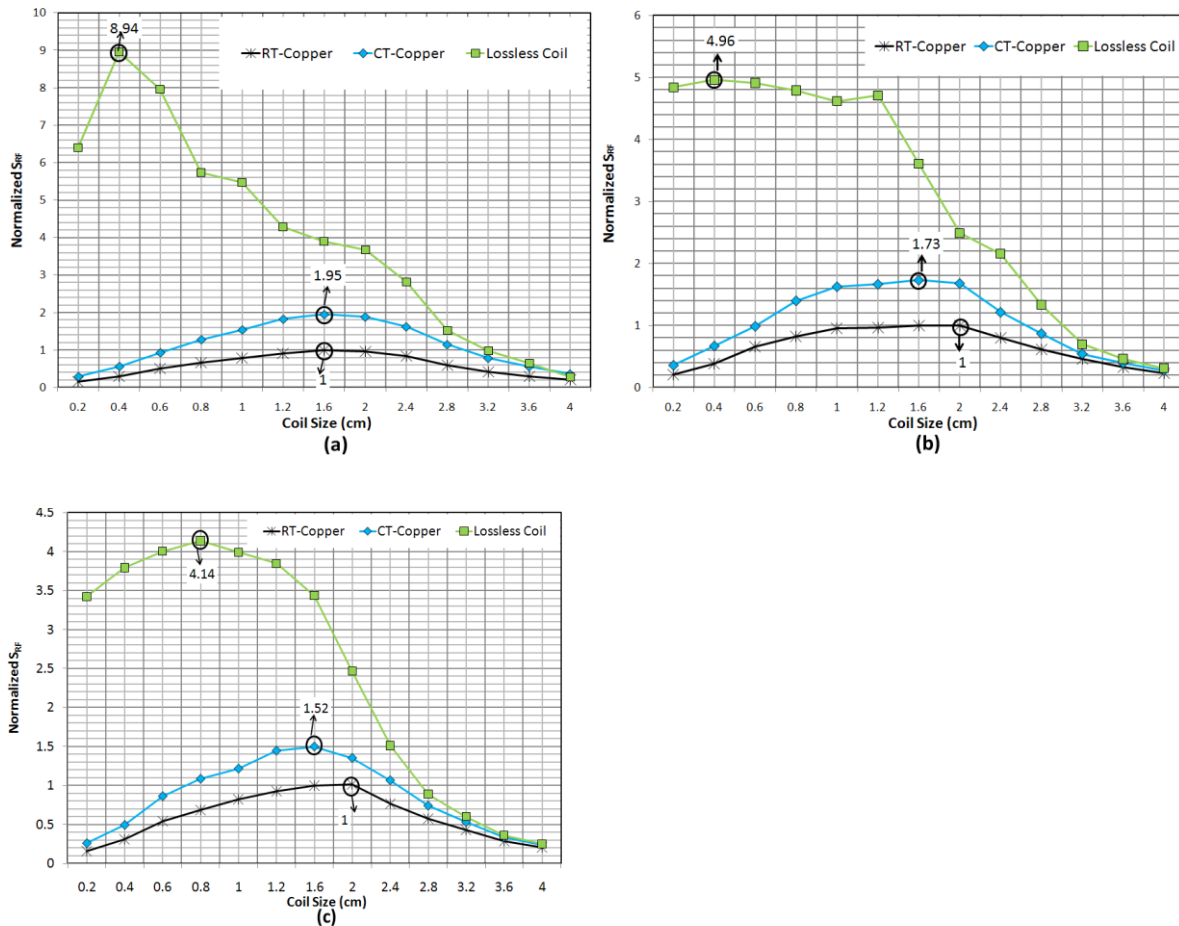 8.94
RT-Copper CT-Copper Lossless Coil
10
9
8
7
6
5
4
3
2
1
0
Normalized SRF
1.95
1
0.2 0.4 0.6 0.8 1 1.2 1.6 2 2.4 2.8 3.2 3.6 4
Coil Size (cm)
(a)
6
5
4
3
2
1
0
Normalized SRF
RT-Copper CT-Copper Lossless Coil
4.96
1.73
1
0.2 0.4 0.6 0.8 1 1.2 1.6 2 2.4 2.8 3.2 3.6 4
Coil Size (cm)
(b)
4.5
4
3.5
3
2.5
2
1.5
1
0.5
0
Normalized SRF
RT-Copper CT-Copper Lossless Coil
4.14
1.52
1
0.2 0.4 0.6 0.8 1 1.2 1.6 2 2.4 2.8 3.2 3.6 4
Coil Size (cm)
(c)